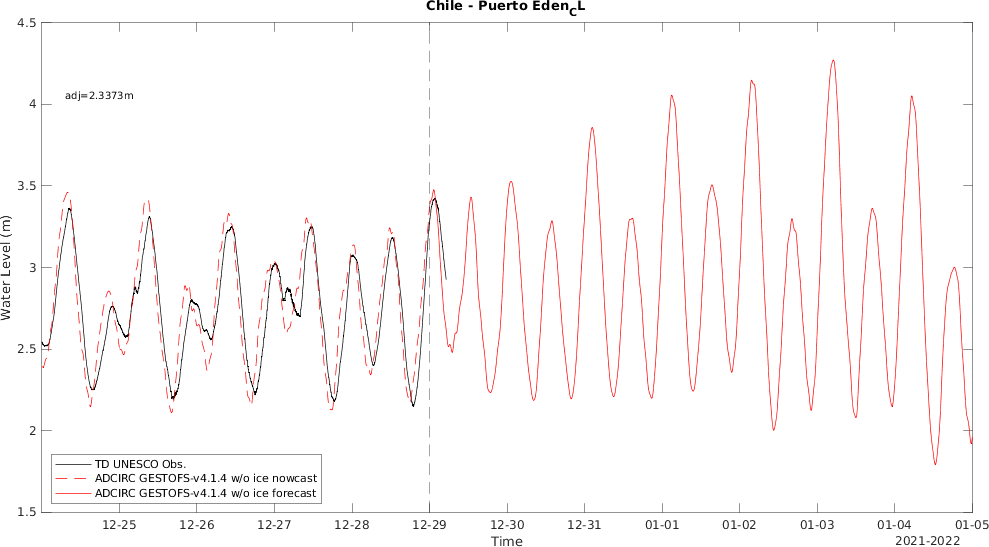 Chile - Puerto Eden_CL
4.5
4
3.5
3
2.5
2
1.5
adj=2.3373m
Water Level (m)
TD UNESCO Obs.
ADCIRC GESTOFS-v4.1.4 w/o ice nowcast
ADCIRC GESTOFS-v4.1.4 w/o ice forecast
12-25 12-26 12-27 12-28 12-29 12-30 12-31 01-01 01-02 01-03 01-04 01-05
Time
2021-2022